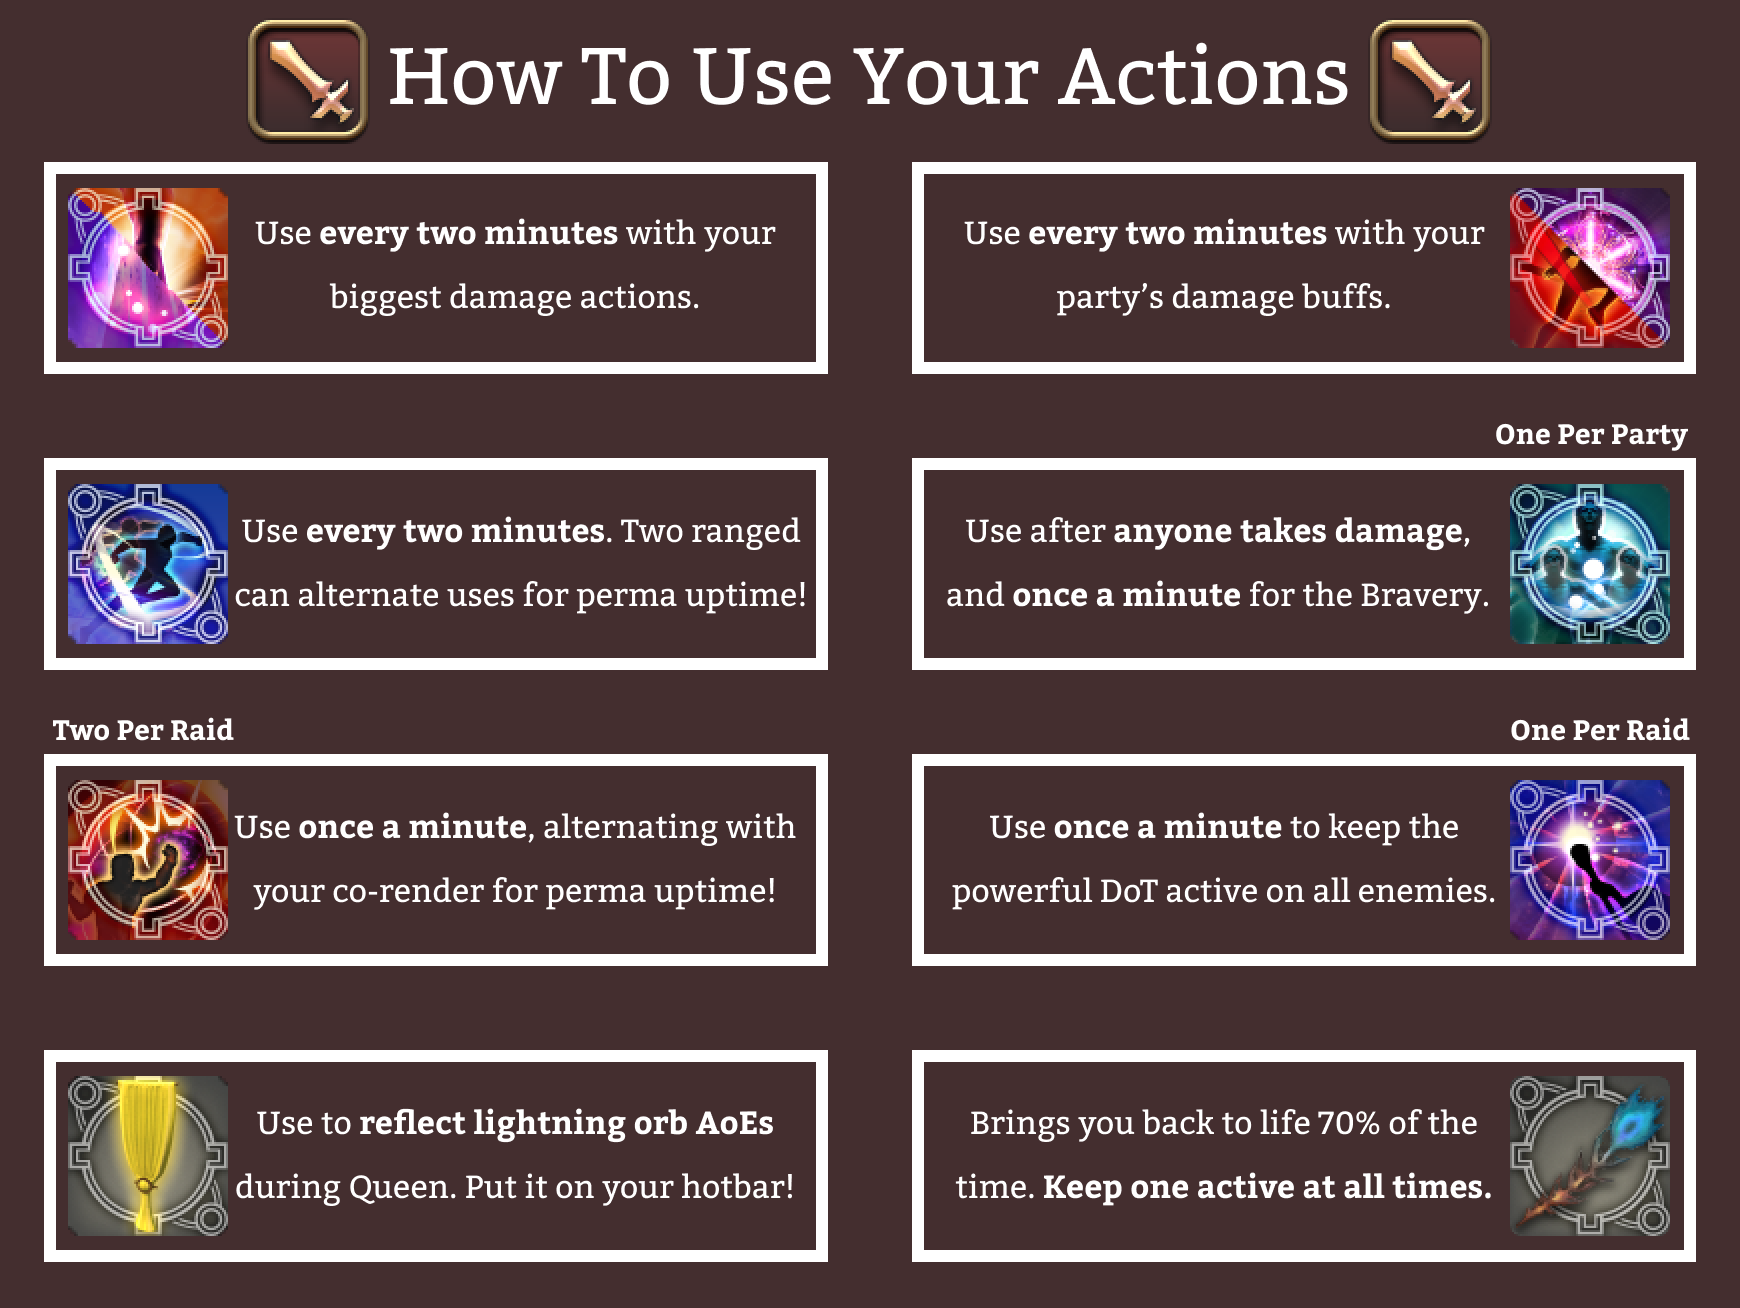 How To Use Your Actions
Use every two minutes with your
biggest damage actions.
Use every two minutes with your
party’s damage buffs.
Use every two minutes. Two ranged
can alternate uses for perma uptime!
One Per Party
Use after anyone takes damage,
and once a minute for the Bravery.
Two Per Raid
Use once a minute, alternating with
your co-render for perma uptime!
One Per Raid
Use once a minute to keep the
powerful DoT active on all enemies.
Use to reflect lightning orb AoEs
during Queen. Put it on your hotbar!
Brings you back to life 70% of the
time. Keep one active at all times.